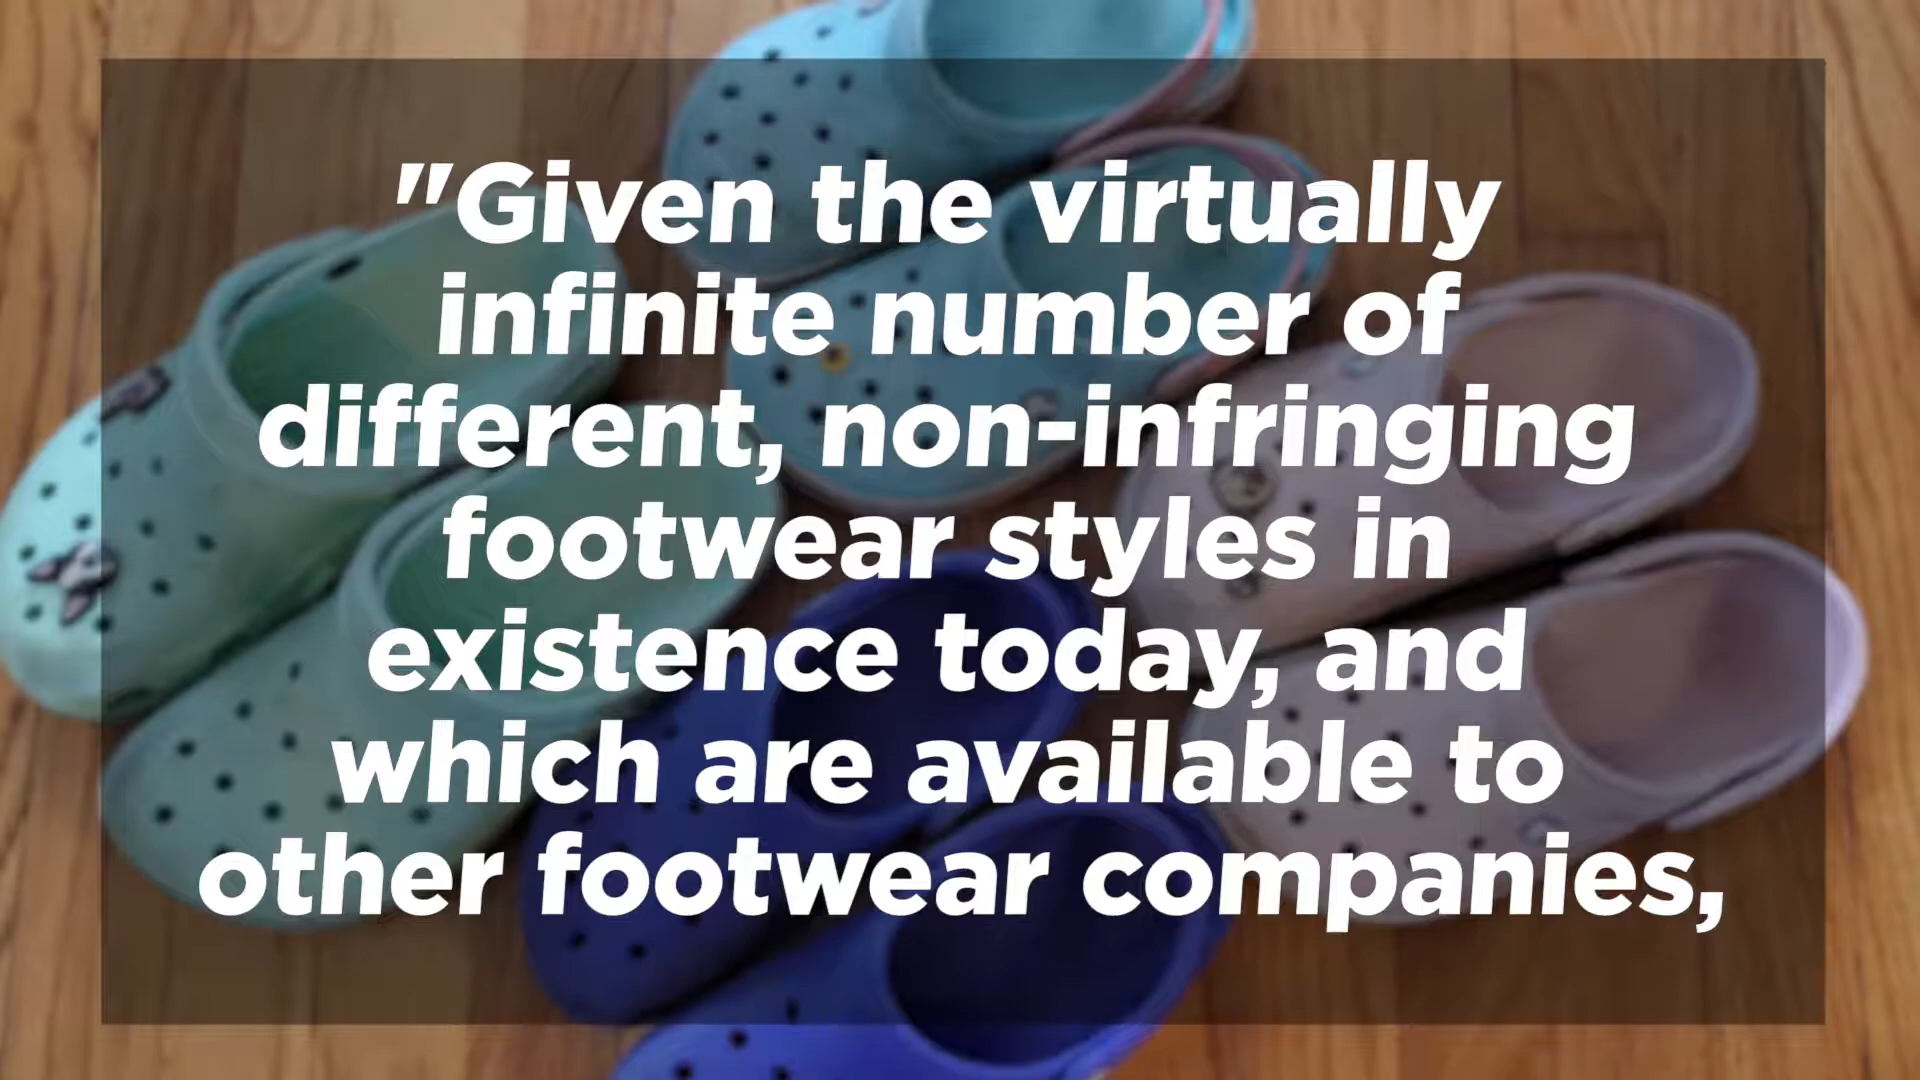 "Given the virtually
infinite number of
different, non-infringing
footwear styles in
existence today, and
which are available to
other footwear companies,